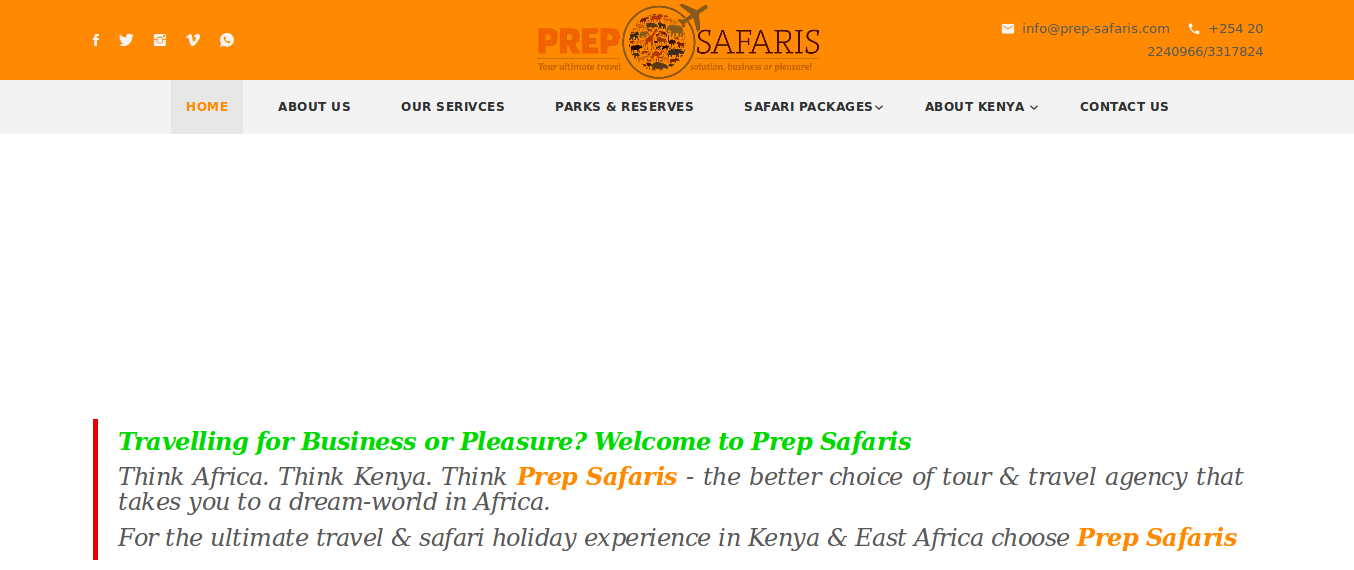 PREP SAFARIS
Your ultimate travel solution, business or pleasure!
info@prep-safaris.com +254 20
2240966/3317824
HOME ABOUT US OUR SERIVCES PARKS & RESERVES SAFARI PACKAGES ABOUT KENYA CONTACT US
Travelling for Business or Pleasure? Welcome to Prep Safaris
Think Africa. Think Kenya. Think Prep Safaris - the better choice of tour & travel agency that
takes you to a dream-world in Africa.
For the ultimate travel & safari holiday experience in Kenya & East Africa choose Prep Safaris